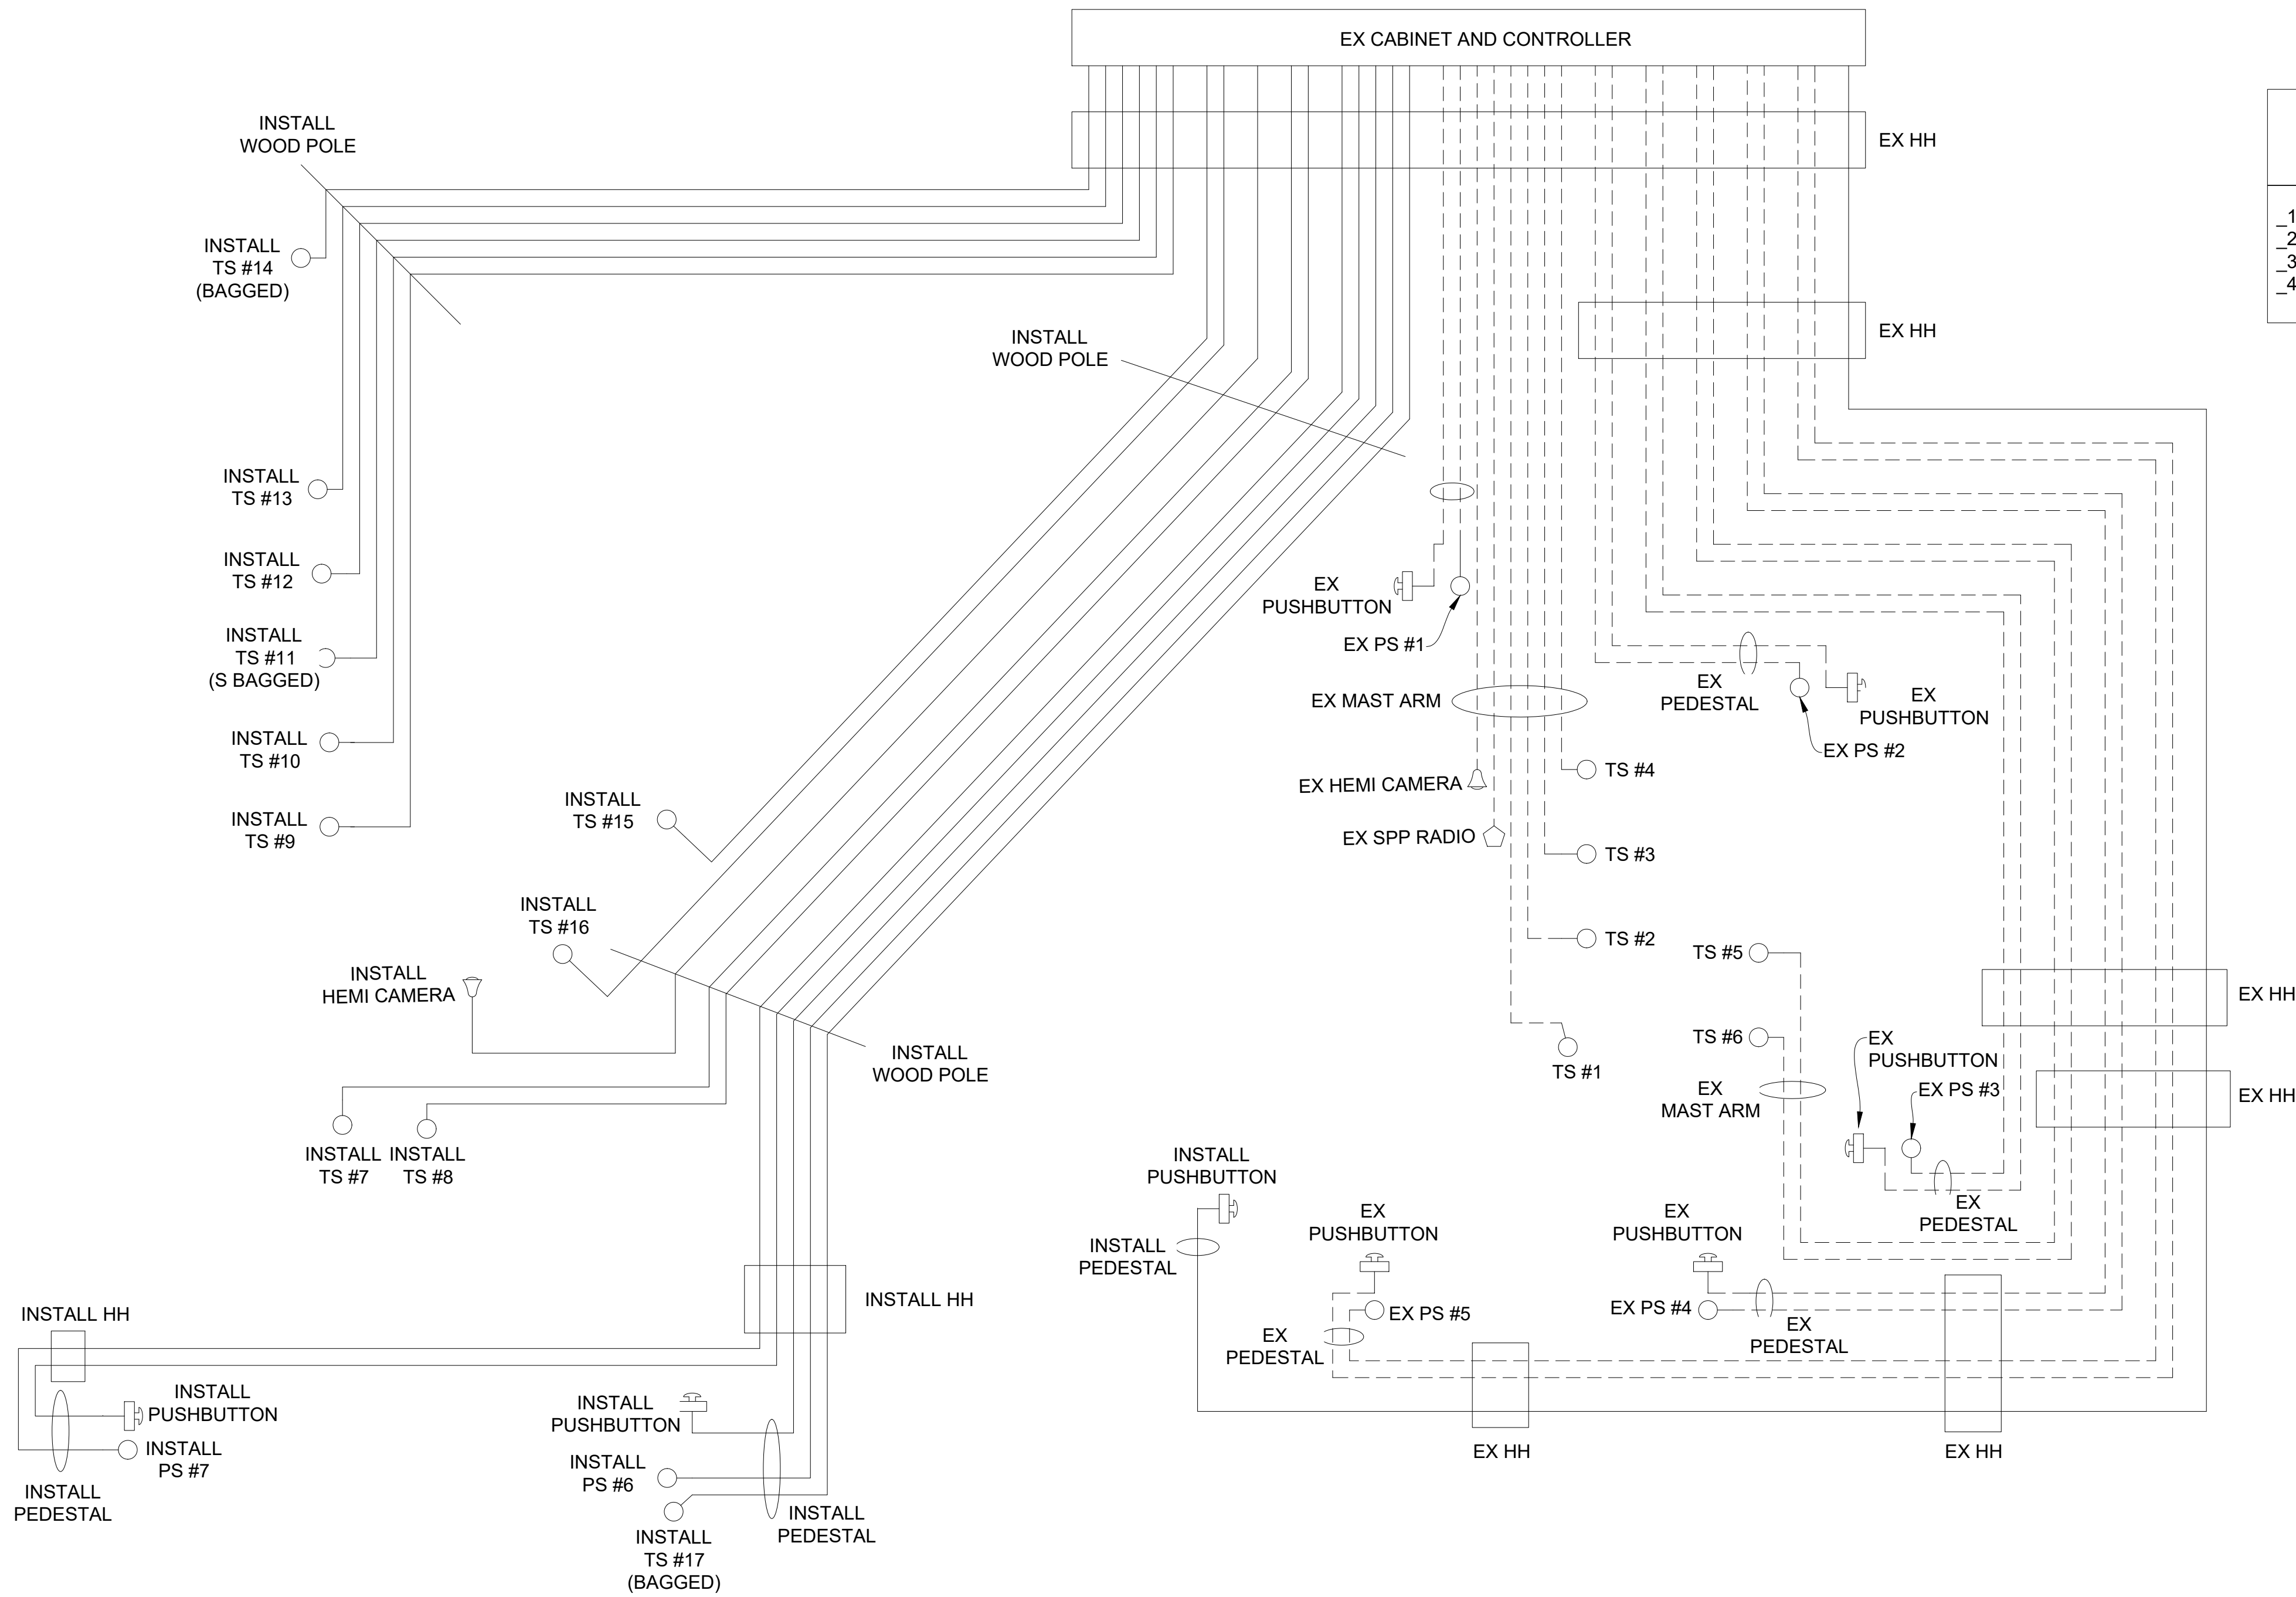 EX CABINET AND CONTROLLER
INSTALL
WOOD POLE
EX HH
_1
_2
_3
_4
INSTALL
TS #14
(BAGGED)
INSTALL
WOOD POLE
EX HH
INSTALL
TS #13
INSTALL
TS #12
INSTALL
TS #11
(S BAGGED)
INSTALL
TS #10
INSTALL
TS #9
EX
PUSHBUTTON
EX PS #1
EX MAST ARM
EX HEMI CAMERA
EX SPP RADIO
TS #4
TS #3
TS #2
TS #1
EX
PEDESTAL
EX
PUSHBUTTON
EX PS #2
INSTALL
TS #15
INSTALL
TS #16
INSTALL
HEMI CAMERA
INSTALL
WOOD POLE
INSTALL
TS #7
INSTALL
TS #8
TS #5
TS #6
EX
MAST ARM
EX
PUSHBUTTON
EX PS #3
EX HH
EX HH
EX
PEDESTAL
INSTALL
PUSHBUTTON
INSTALL
PEDESTAL
EX
PUSHBUTTON
EX PS #5
EX
PEDESTAL
EX
PUSHBUTTON
EX PS #4
EX
PEDESTAL
INSTALL HH
INSTALL HH
INSTALL
PUSHBUTTON
INSTALL
PS #7
INSTALL
PEDESTAL
INSTALL
PUSHBUTTON
INSTALL
PS #6
INSTALL
TS #17
(BAGGED)
INSTALL
PEDESTAL
EX HH
EX HH